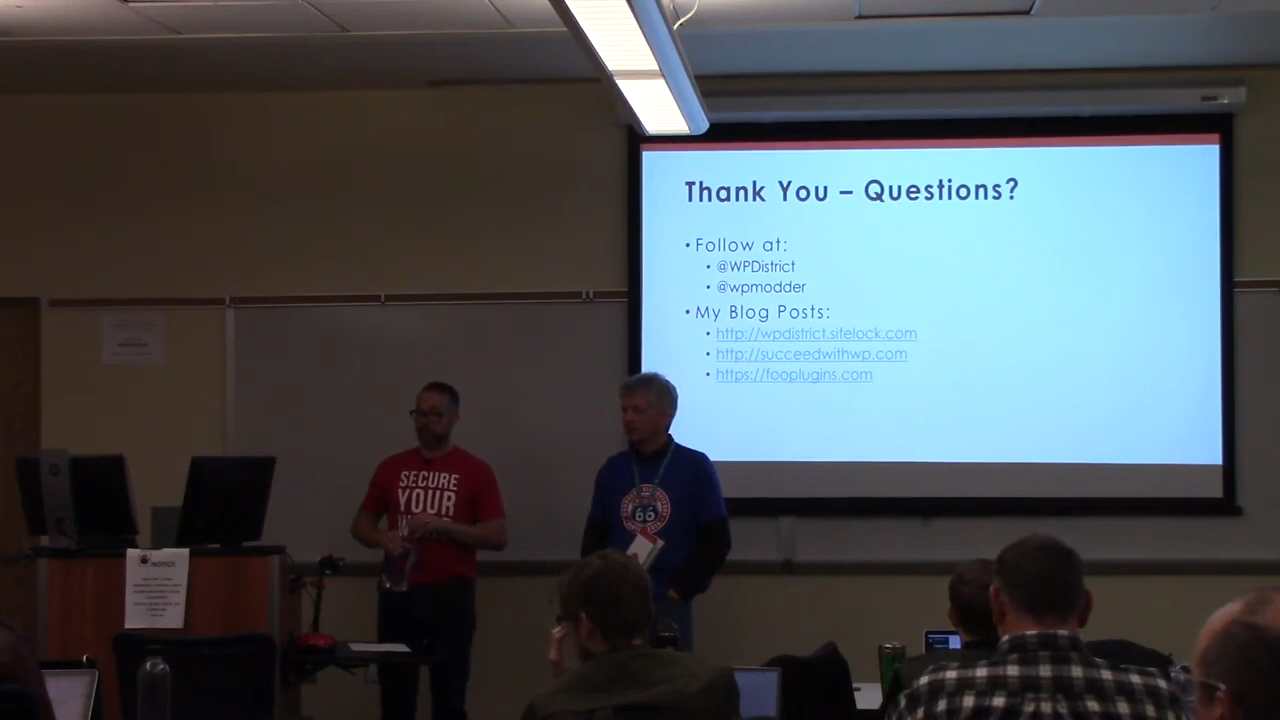 Thank You – Questions?
• Follow at:
• @WPDistrict
• @wpmodder
• My Blog Posts:
• http://wpdistrict.sitelock.com
• http://succeedwithwp.com
• https://fooplugins.com
SECURE
YOUR
66
NOTICE